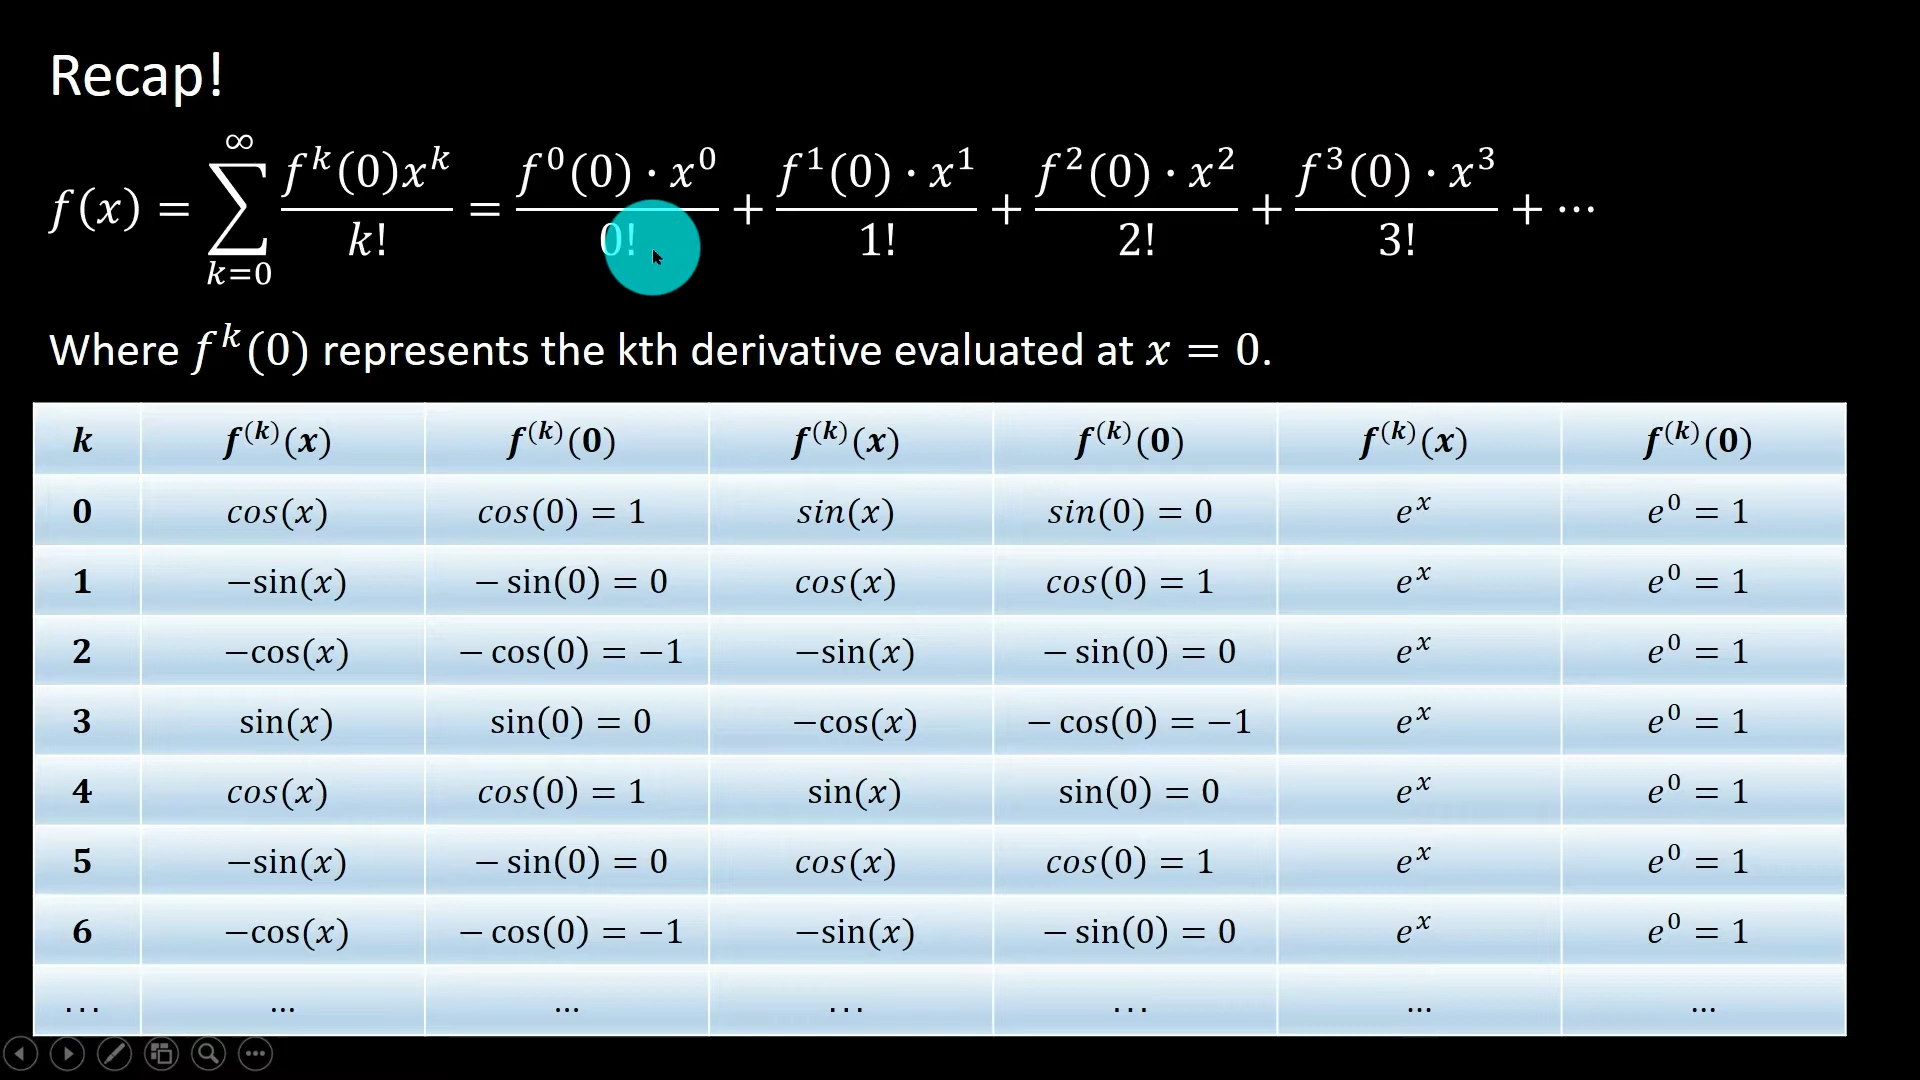 Recap!
f(x) = ∑_{k=0}^{∞} \frac{f^k(0)x^k}{k!} = \frac{f^0(0) · x^0}{0!} + \frac{f^1(0) · x^1}{1!} + \frac{f^2(0) · x^2}{2!} + \frac{f^3(0) · x^3}{3!} + ⋯
Where f^k(0) represents the kth derivative evaluated at x = 0.
k f^{(k)}(x) f^{(k)}(0) f^{(k)}(x) f^{(k)}(0) f^{(k)}(x) f^{(k)}(0)
0 cos(x) cos(0) = 1 sin(x) sin(0) = 0 e^x e^0 = 1
1 −sin(x) − sin(0) = 0 cos(x) cos(0) = 1 e^x e^0 = 1
2 −cos(x) − cos(0) = −1 −sin(x) − sin(0) = 0 e^x e^0 = 1
3 sin(x) sin(0) = 0 −cos(x) − cos(0) = −1 e^x e^0 = 1
4 cos(x) cos(0) = 1 sin(x) sin(0) = 0 e^x e^0 = 1
5 −sin(x) − sin(0) = 0 cos(x) cos(0) = 1 e^x e^0 = 1
6 −cos(x) − cos(0) = −1 −sin(x) − sin(0) = 0 e^x e^0 = 1
... ... ... ... ... ... ...